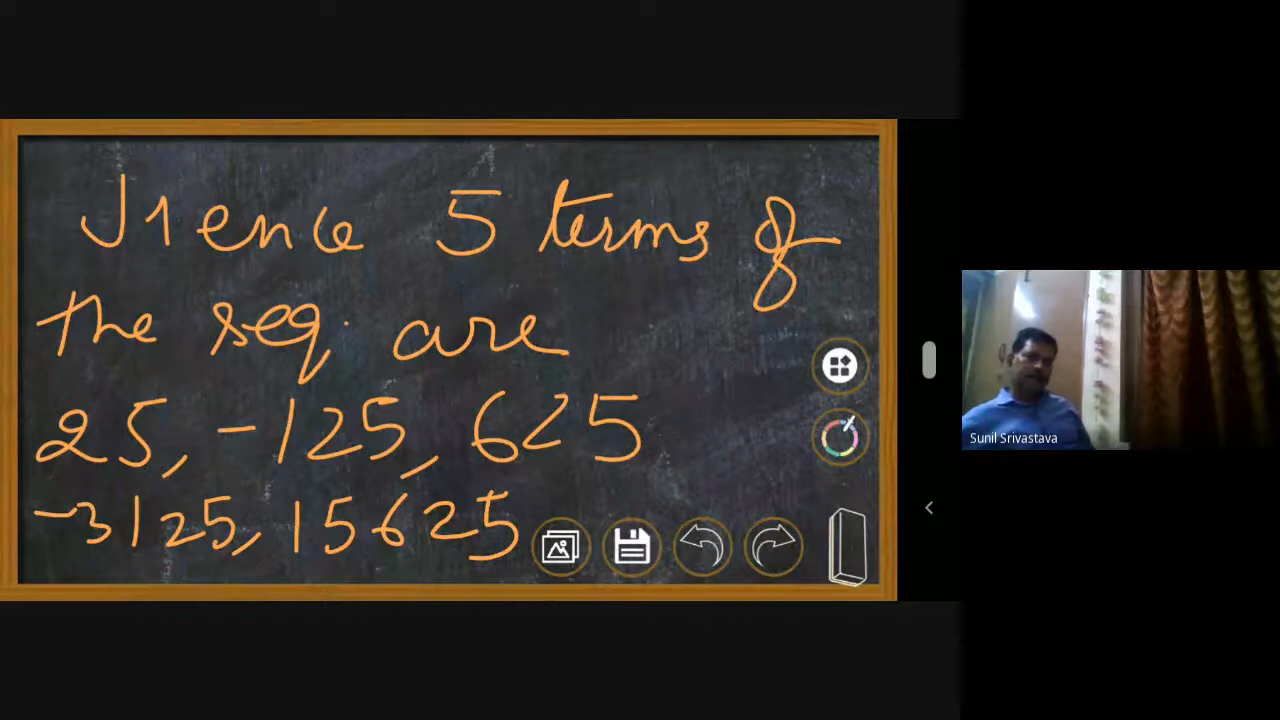 Hence 5 terms of
the seq. are
25, -125, 625
-3125, 15625
Sunil Srivastava